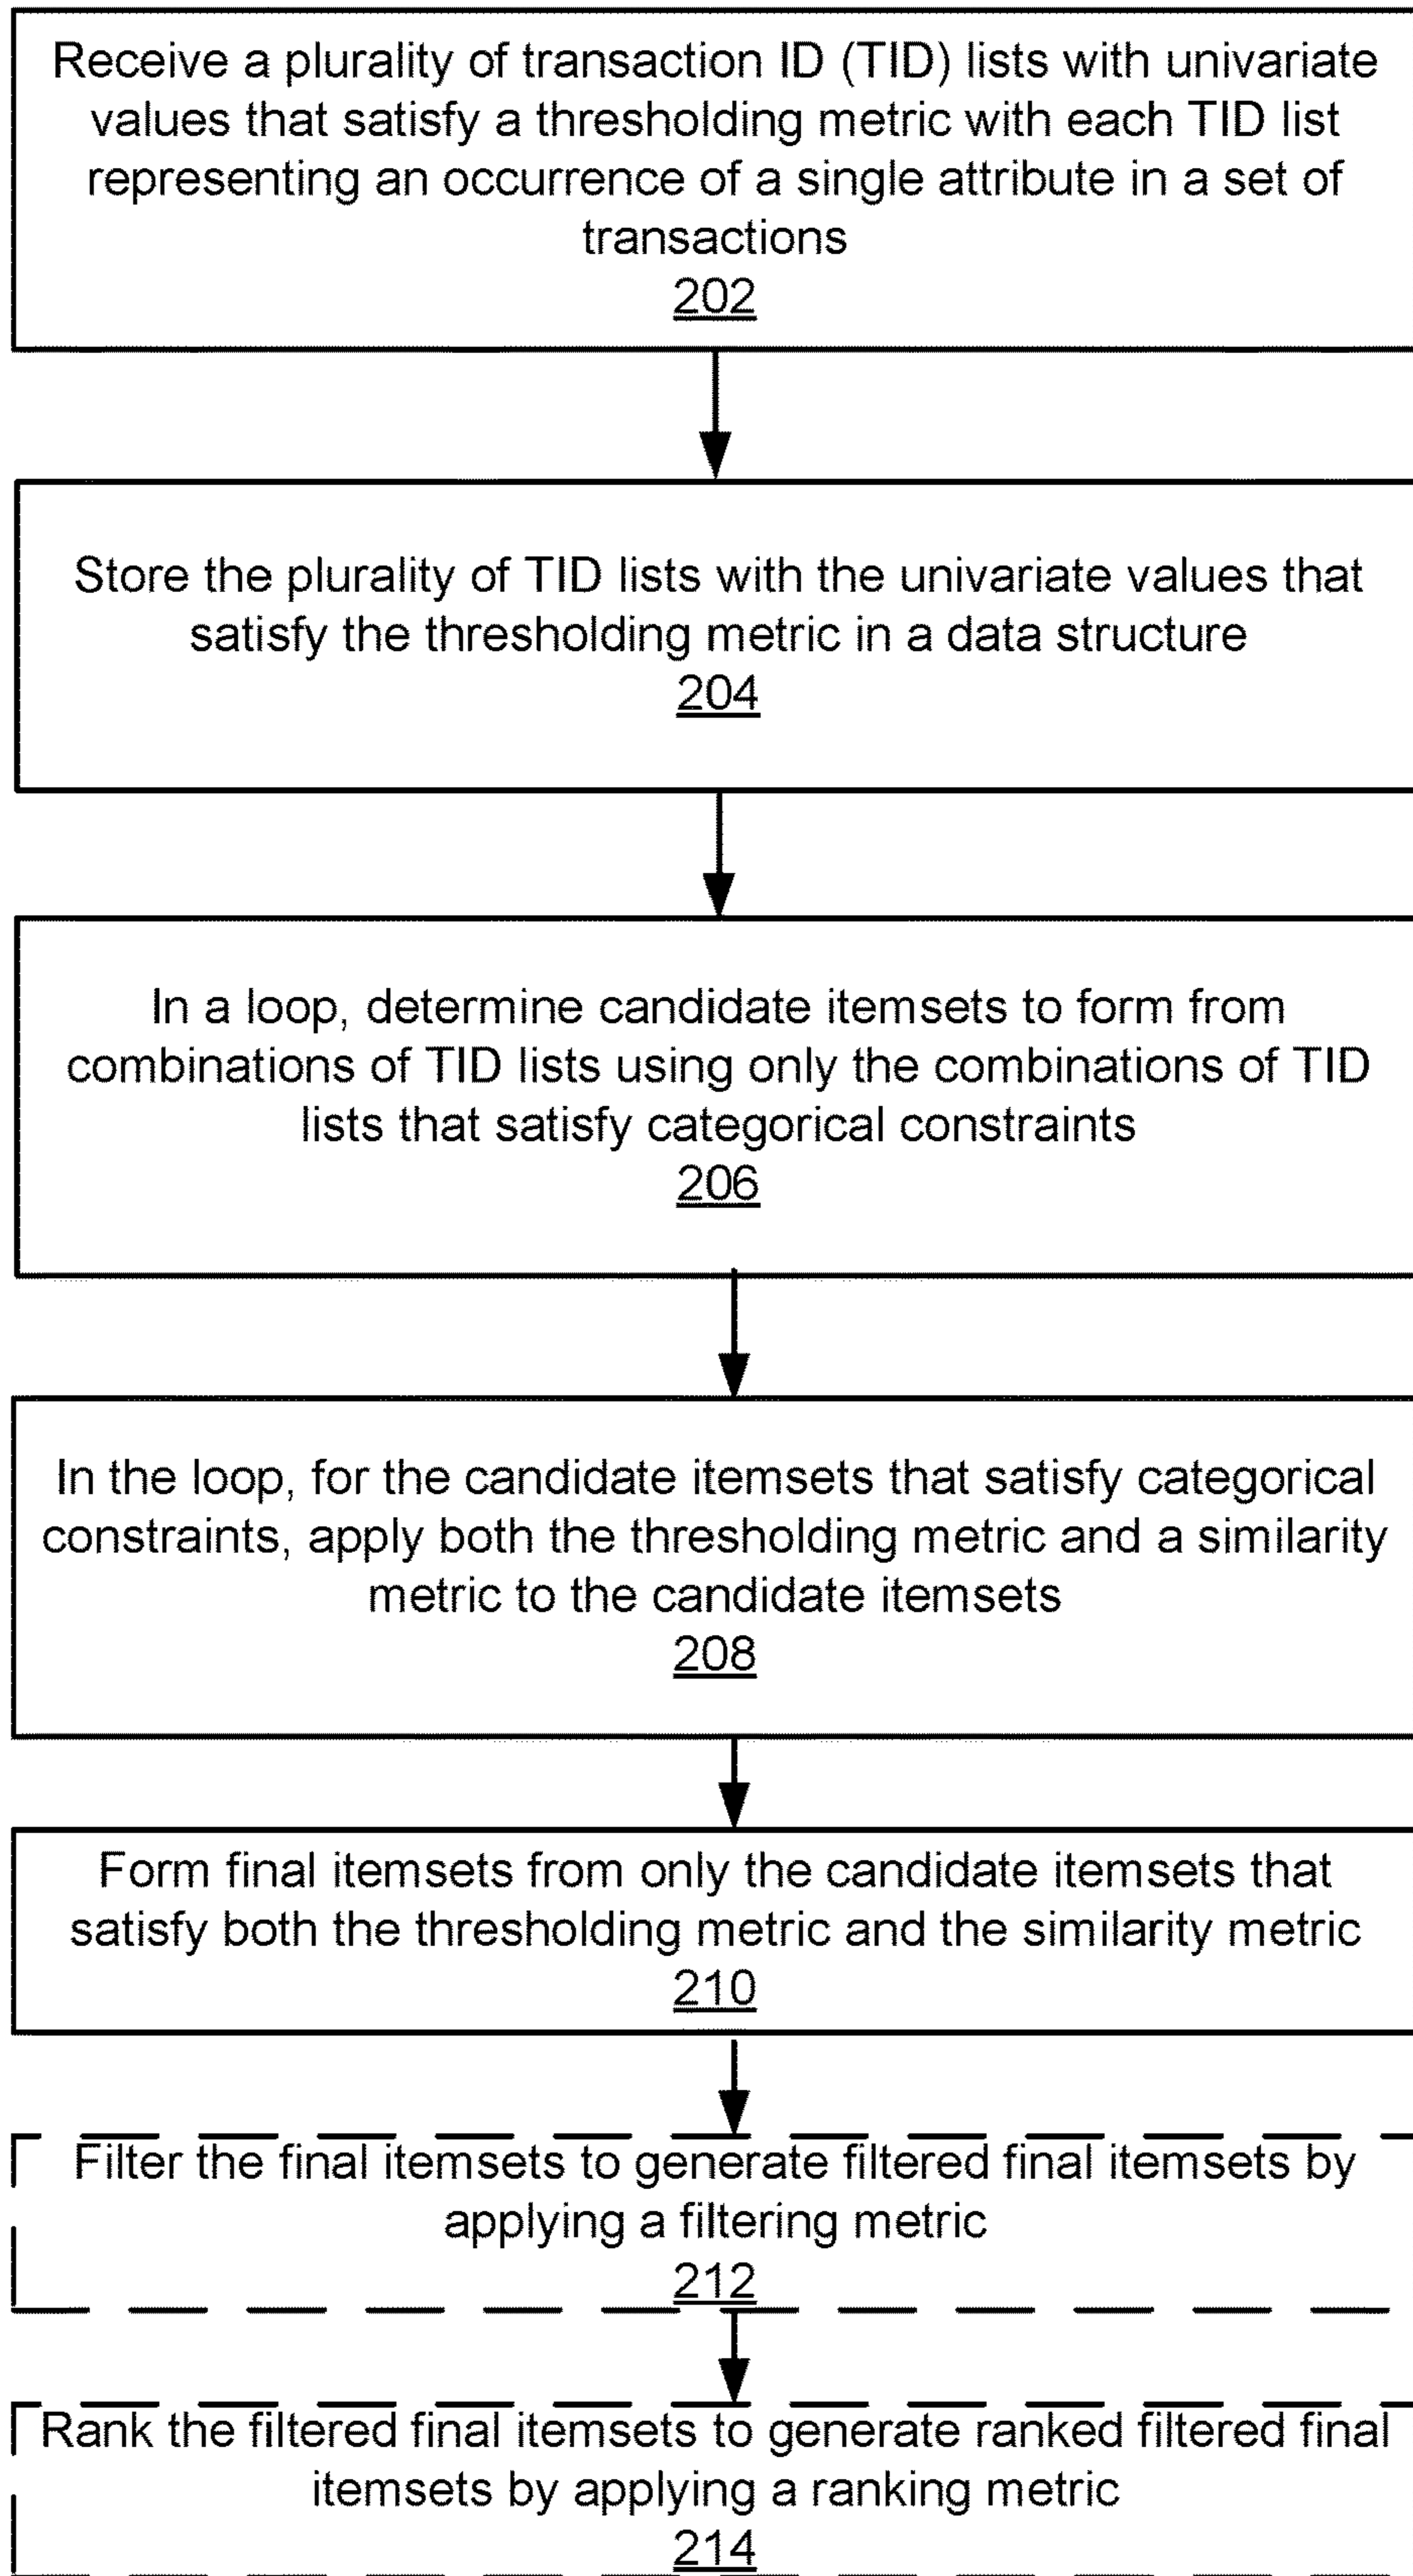 Receive a plurality of transaction ID (TID) lists with univariate
values that satisfy a thresholding metric with each TID list
representing an occurrence of a single attribute in a set of
transactions
202
Store the plurality of TID lists with the univariate values that
satisfy the thresholding metric in a data structure
204
In a loop, determine candidate itemsets to form from
combinations of TID lists using only the combinations of TID
lists that satisfy categorical constraints
206
In the loop, for the candidate itemsets that satisfy categorical
constraints, apply both the thresholding metric and a similarity
metric to the candidate itemsets
208
Form final itemsets from only the candidate itemsets that
satisfy both the thresholding metric and the similarity metric
210
Filter the final itemsets to generate filtered final itemsets by
applying a filtering metric
212
Rank the filtered final itemsets to generate ranked filtered final
itemsets by applying a ranking metric
214